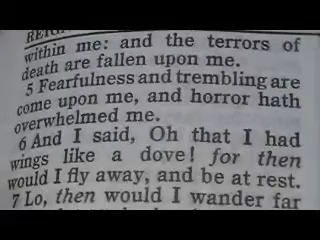 REIGN
within me: and the terrors of
death are fallen upon me.
5 Fearfulness and trembling are
come upon me, and horror hath
overwhelmed me.
6 And I said, Oh that I had
wings like a dove! for then
would I fly away, and be at rest.
7 Lo, then would I wander far